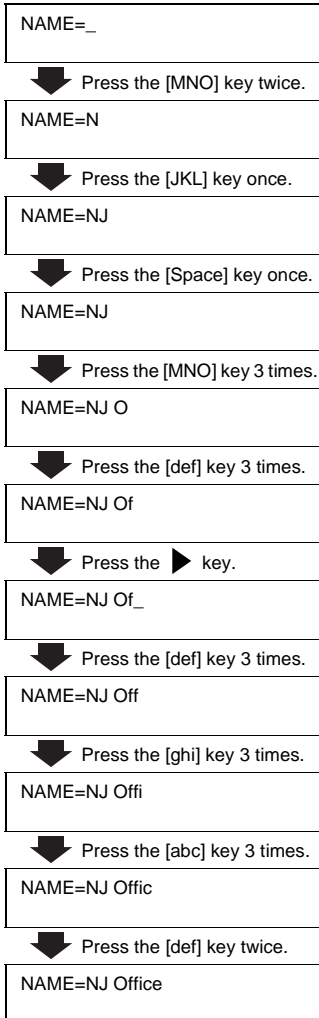 NAME=_
Press the [MNO] key twice.
NAME=N
Press the [JKL] key once.
NAME=NJ
Press the [Space] key once.
NAME=NJ
Press the [MNO] key 3 times.
NAME=NJ O
Press the [def] key 3 times.
NAME=NJ Of
Press the ▶ key.
NAME=NJ Of_
Press the [def] key 3 times.
NAME=NJ Off
Press the [ghi] key 3 times.
NAME=NJ Offi
Press the [abc] key 3 times.
NAME=NJ Offic
Press the [def] key twice.
NAME=NJ Office